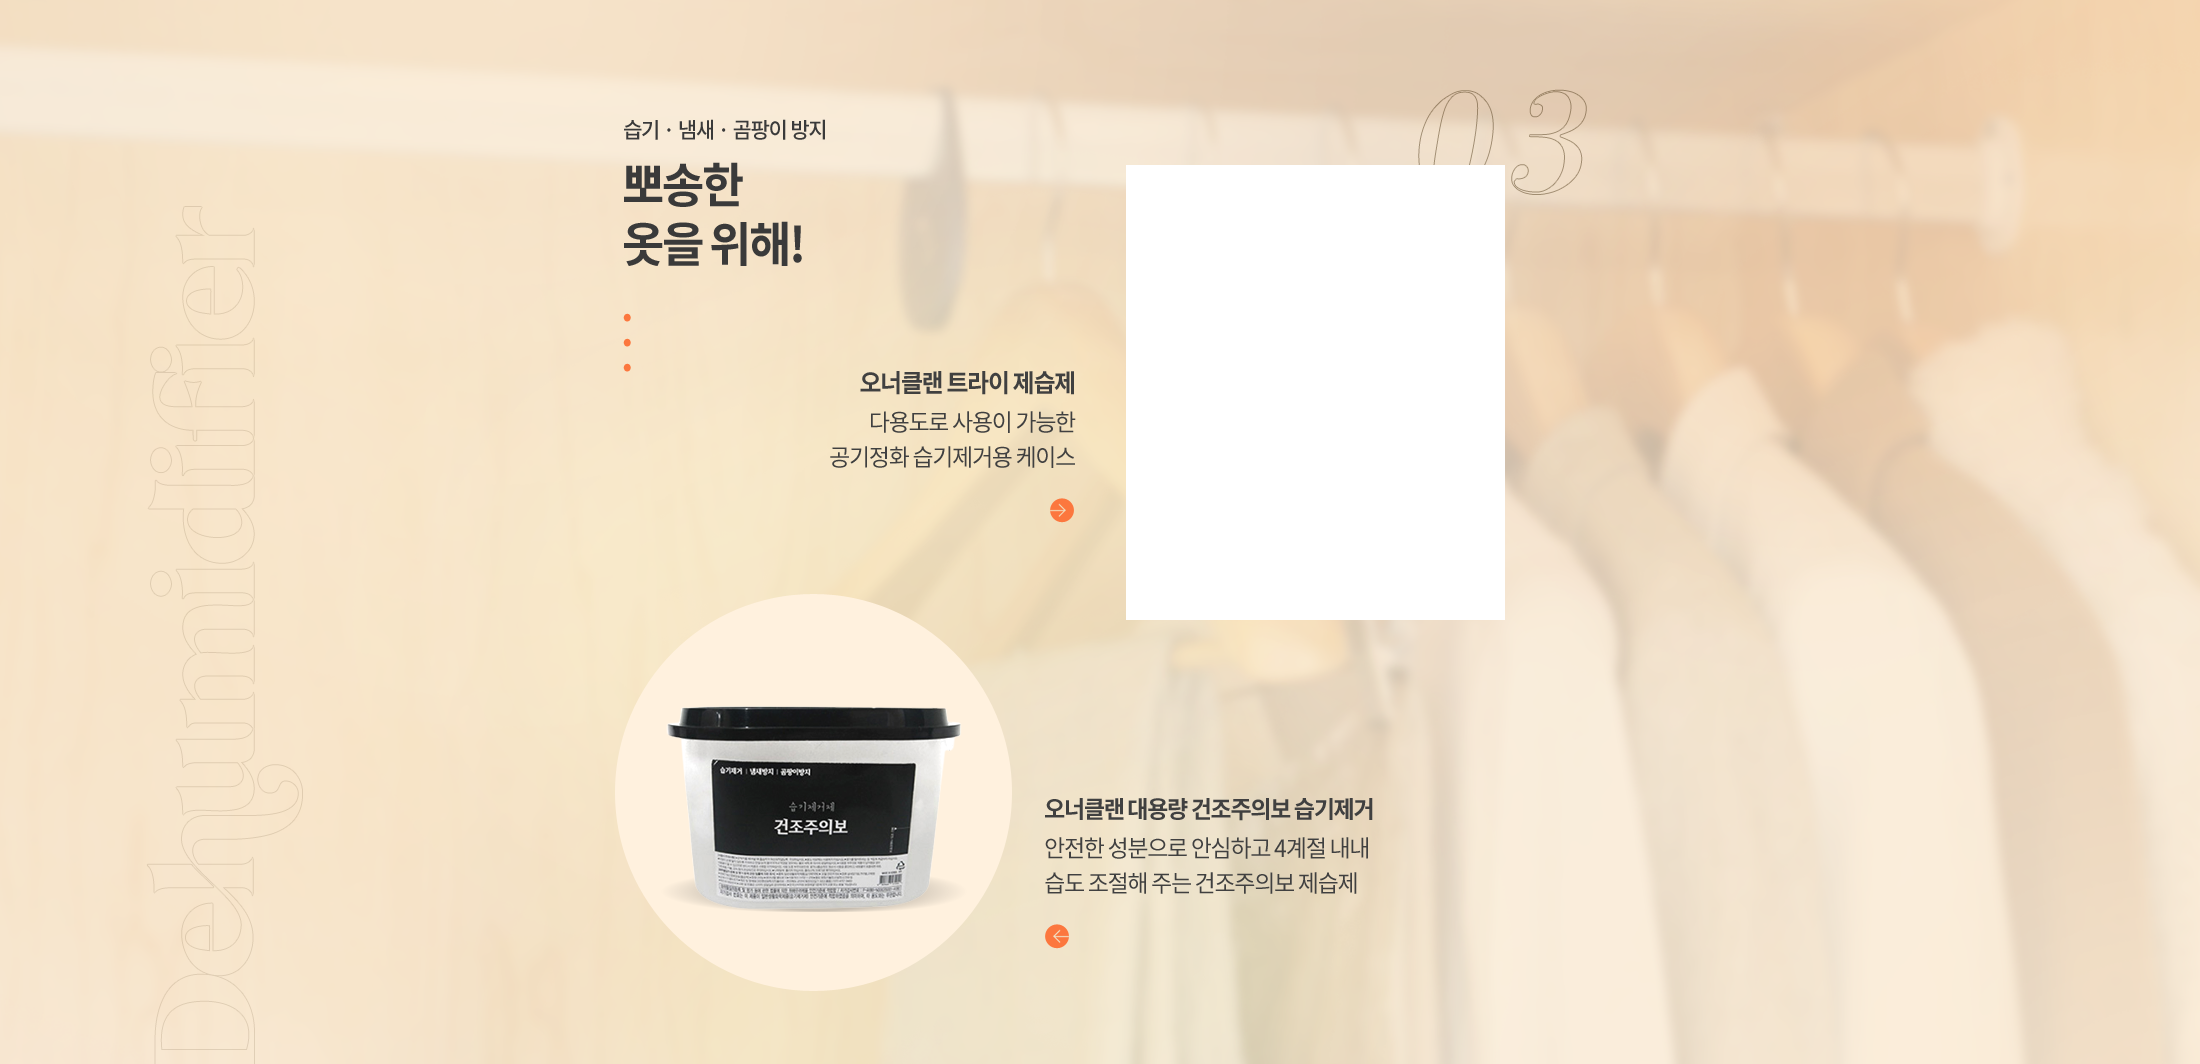 03
습기 · 냄새 · 곰팡이 방지
뽀송한
옷을 위해!
오너클랜 트라이 제습제
다용도로 사용이 가능한
공기정화 습기제거용 케이스
Dehyumidifier
습기제거 | 냄새방지 | 곰팡이방지
습기제거제
건조주의보
오너클랜 대용량 건조주의보 습기제거
안전한 성분으로 안심하고 4계절 내내
습도 조절해 주는 건조주의보 제습제